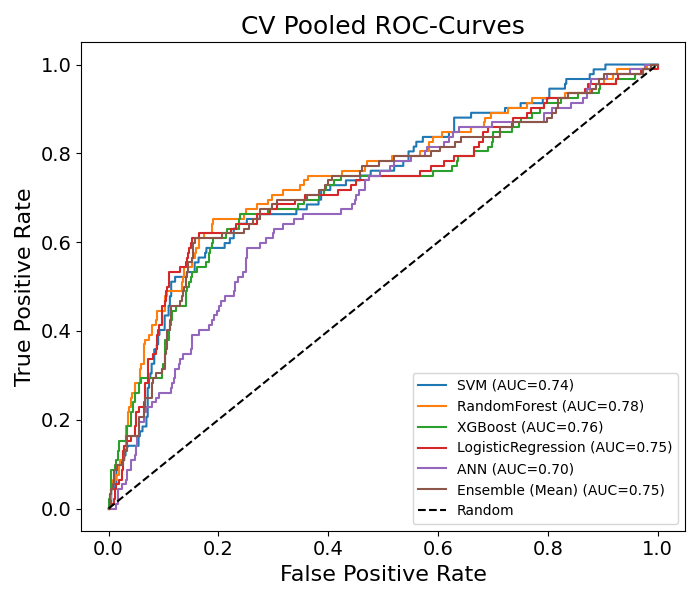 CV Pooled ROC-Curves
True Positive Rate
1.0
0.8
0.6
0.4
0.2
0.0
SVM (AUC=0.74)
RandomForest (AUC=0.78)
XGBoost (AUC=0.76)
LogisticRegression (AUC=0.75)
ANN (AUC=0.70)
Ensemble (Mean) (AUC=0.75)
Random
0.0 0.2 0.4 0.6 0.8 1.0
False Positive Rate